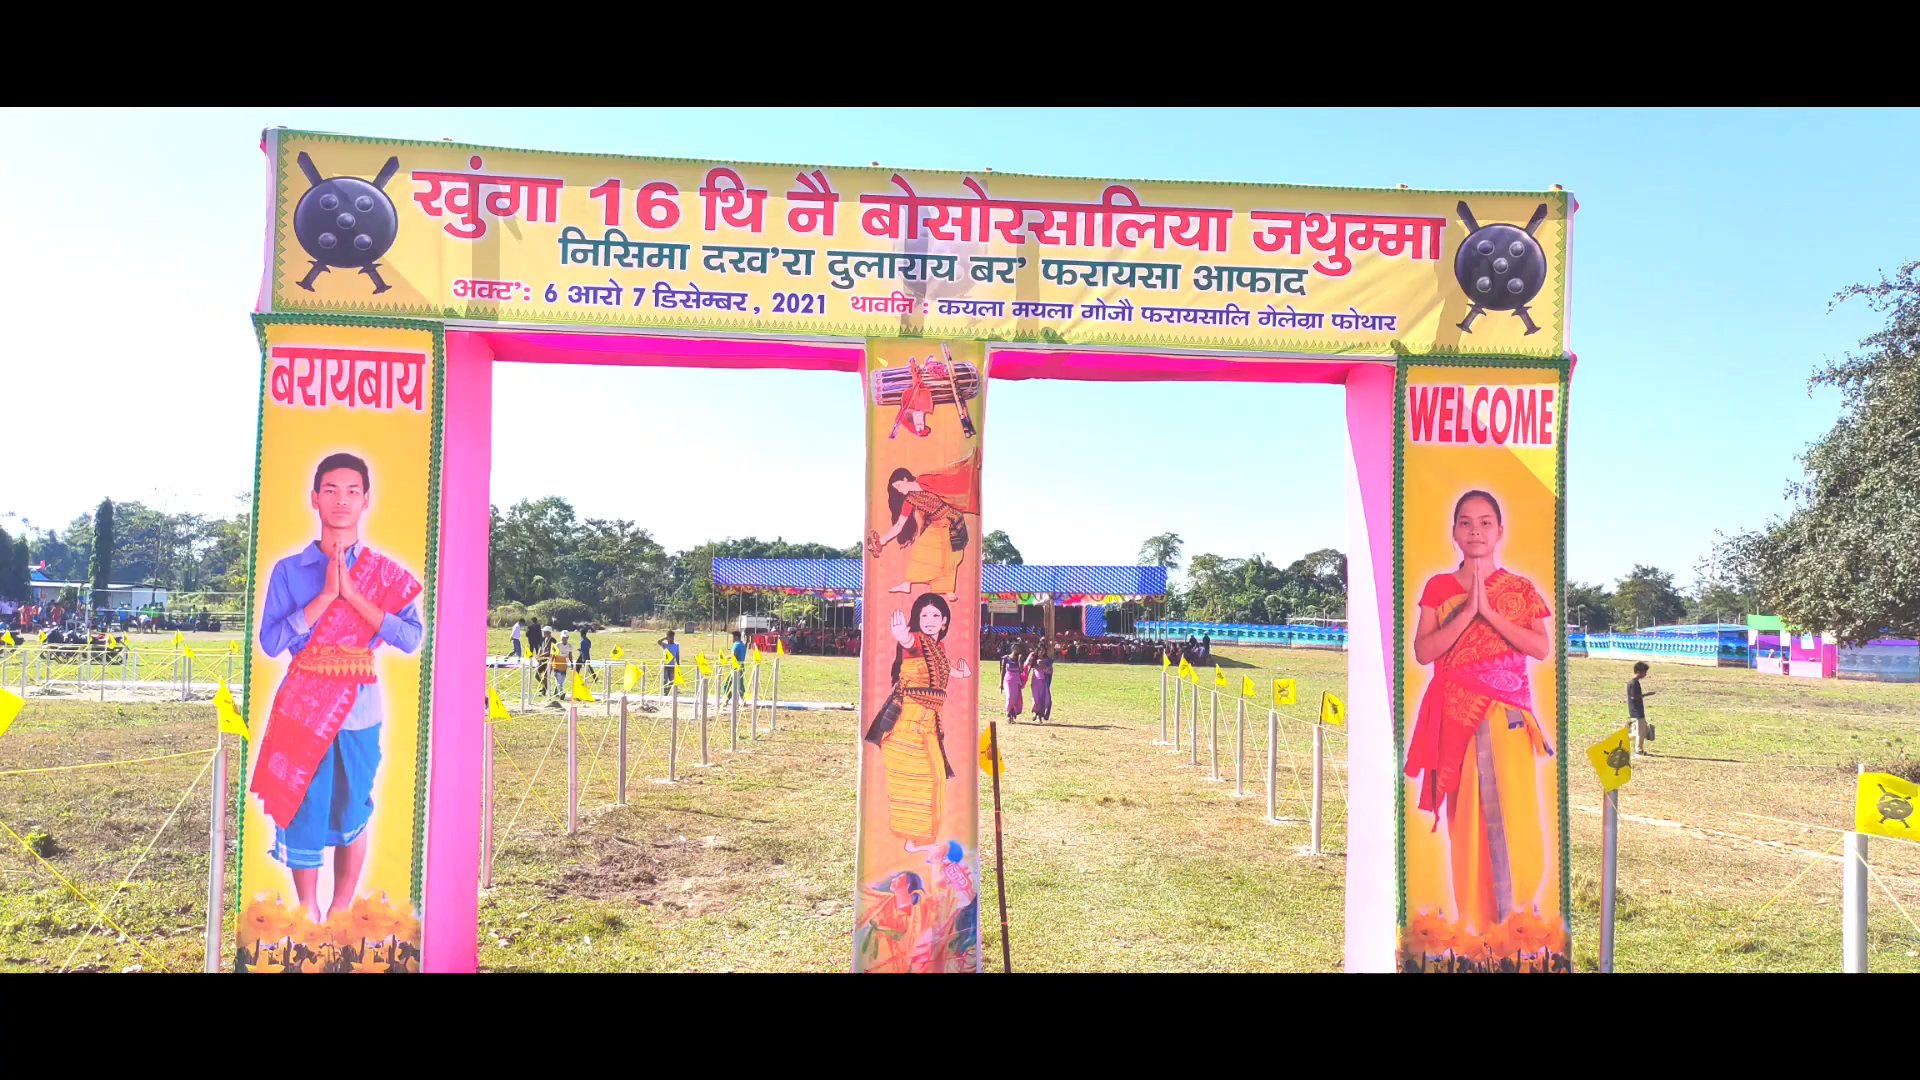 खुंगा 16 थि नै बोसोरसालिया जथुम्मा
निसिमा दरख'रा दुलाराय बर' फरायसा आफाद
अक्ट': 6 आरो 7 डिसेम्बर, 2021 थावनि : कयला मयला गोजौ फरायसालि गेलेग्रा फोथार
बरायबाय
WELCOME